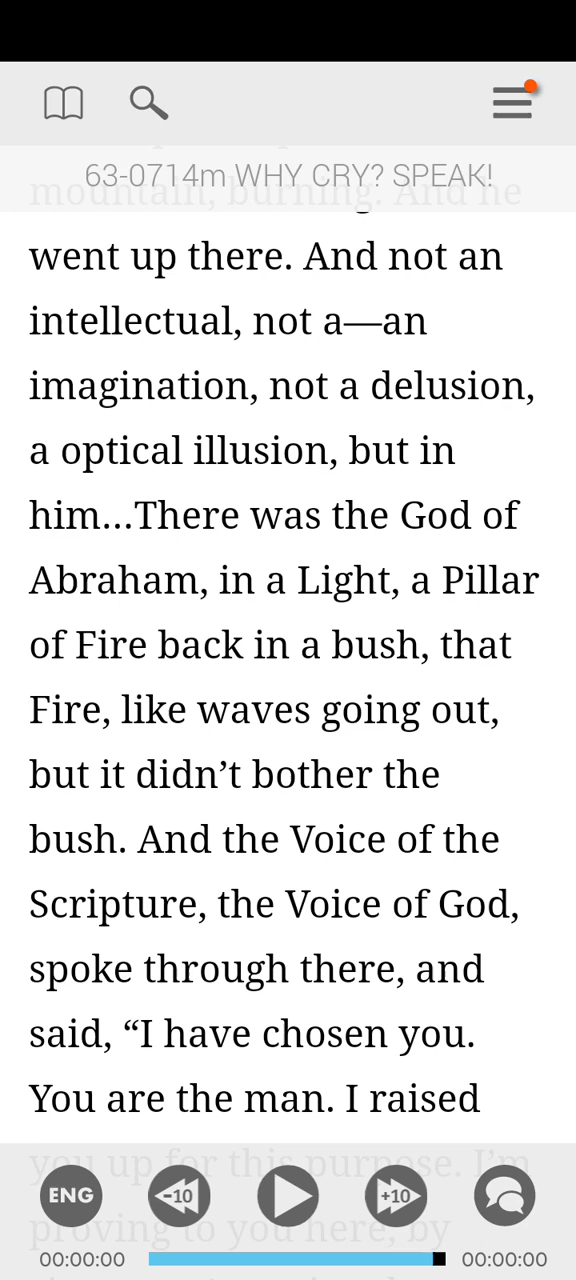 63-0714m WHY CRY? SPEAK!
mountain, burning. And he
went up there. And not an
intellectual, not a—an
imagination, not a delusion,
a optical illusion, but in
him…There was the God of
Abraham, in a Light, a Pillar
of Fire back in a bush, that
Fire, like waves going out,
but it didn’t bother the
bush. And the Voice of the
Scripture, the Voice of God,
spoke through there, and
said, “I have chosen you.
You are the man. I raised
you up for this purpose. I’m
ENG
-10
+10
proving to you here, by
00:00:00
00:00:00